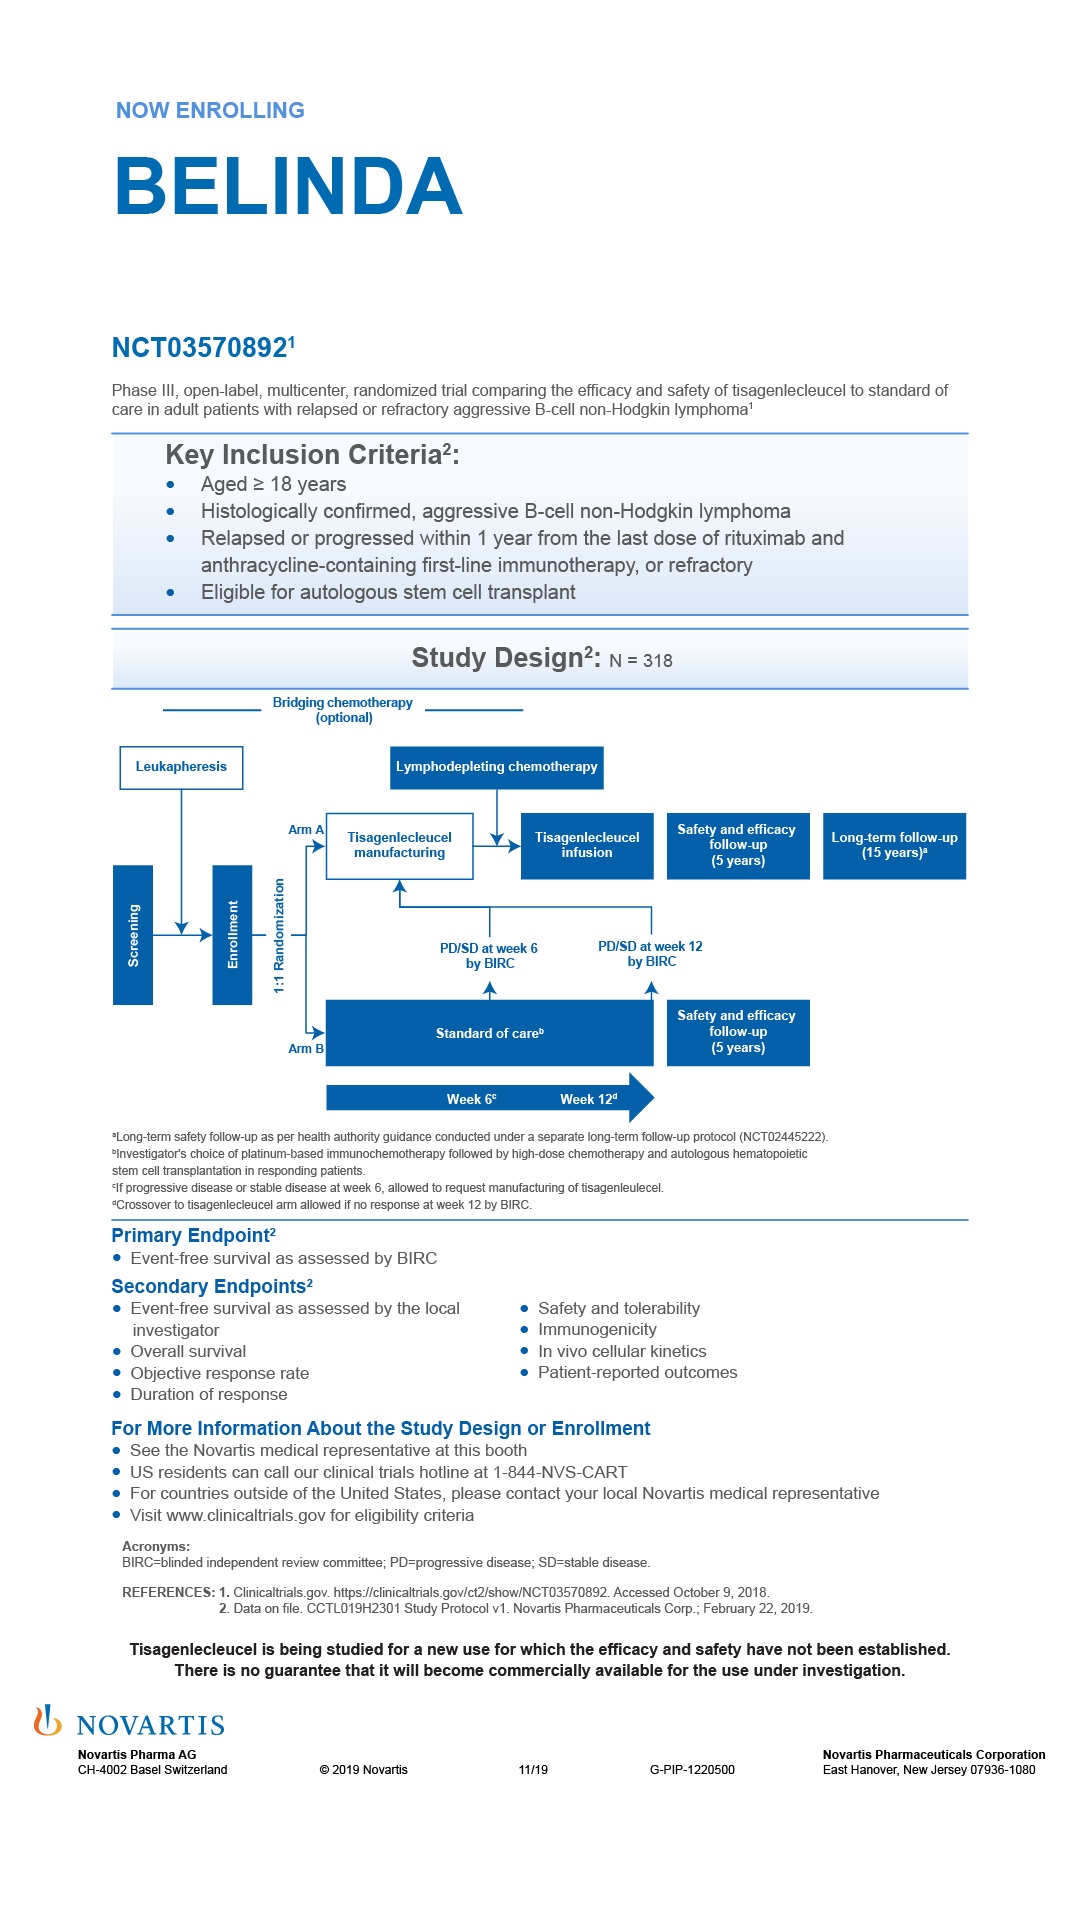 NOW ENROLLING
BELINDA
NCT03570892¹
Phase III, open-label, multicenter, randomized trial comparing the efficacy and safety of tisagenlecleucel to standard of
care in adult patients with relapsed or refractory aggressive B-cell non-Hodgkin lymphoma¹
Key Inclusion Criteria²:
• Aged ≥ 18 years
• Histologically confirmed, aggressive B-cell non-Hodgkin lymphoma
• Relapsed or progressed within 1 year from the last dose of rituximab and
anthracycline-containing first-line immunotherapy, or refractory
• Eligible for autologous stem cell transplant
Study Design²: N = 318
Bridging chemotherapy
(optional)
Leukapheresis
Lymphodepleting chemotherapy
Screening
Enrollment
1:1 Randomization
Arm A
Tisagenlecleucel
manufacturing
Tisagenlecleucel
infusion
Safety and efficacy
follow-up
(5 years)
Long-term follow-up
(15 years)ᵃ
PD/SD at week 6
by BIRC
PD/SD at week 12
by BIRC
Arm B
Standard of careᵇ
Safety and efficacy
follow-up
(5 years)
Week 6ᶜ
Week 12ᵈ
ᵃLong-term safety follow-up as per health authority guidance conducted under a separate long-term follow-up protocol (NCT02445222).
ᵇInvestigator's choice of platinum-based immunochemotherapy followed by high-dose chemotherapy and autologous hematopoietic
stem cell transplantation in responding patients.
ᶜIf progressive disease or stable disease at week 6, allowed to request manufacturing of tisagenleulecel.
ᵈCrossover to tisagenlecleucel arm allowed if no response at week 12 by BIRC.
Primary Endpoint²
• Event-free survival as assessed by BIRC
Secondary Endpoints²
• Event-free survival as assessed by the local
investigator
• Overall survival
• Objective response rate
• Duration of response
• Safety and tolerability
• Immunogenicity
• In vivo cellular kinetics
• Patient-reported outcomes
For More Information About the Study Design or Enrollment
• See the Novartis medical representative at this booth
• US residents can call our clinical trials hotline at 1-844-NVS-CART
• For countries outside of the United States, please contact your local Novartis medical representative
• Visit www.clinicaltrials.gov for eligibility criteria
Acronyms:
BIRC=blinded independent review committee; PD=progressive disease; SD=stable disease.
REFERENCES: 1. Clinicaltrials.gov. https://clinicaltrials.gov/ct2/show/NCT03570892. Accessed October 9, 2018.
2. Data on file. CCTL019H2301 Study Protocol v1. Novartis Pharmaceuticals Corp.; February 22, 2019.
Tisagenlecleucel is being studied for a new use for which the efficacy and safety have not been established.
There is no guarantee that it will become commercially available for the use under investigation.
NOVARTIS
Novartis Pharma AG
CH-4002 Basel Switzerland
© 2019 Novartis
11/19
G-PIP-1220500
Novartis Pharmaceuticals Corporation
East Hanover, New Jersey 07936-1080